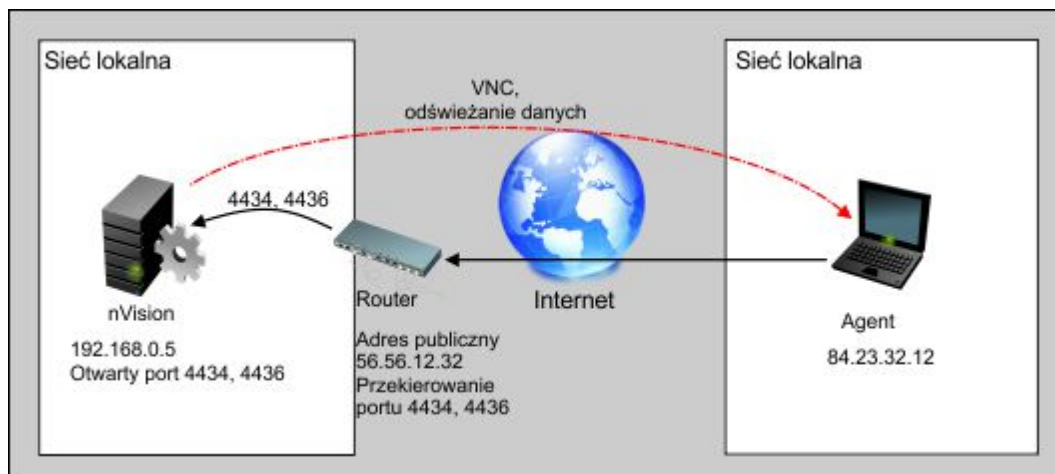 Sieć lokalna
Sieć lokalna
VNC,
odświeżanie danych
4434, 4436
nVision
192.168.0.5
Otwarty port 4434, 4436
Router
Adres publiczny
56.56.12.32
Przekierowanie
portu 4434, 4436
Internet
Agent
84.23.32.12